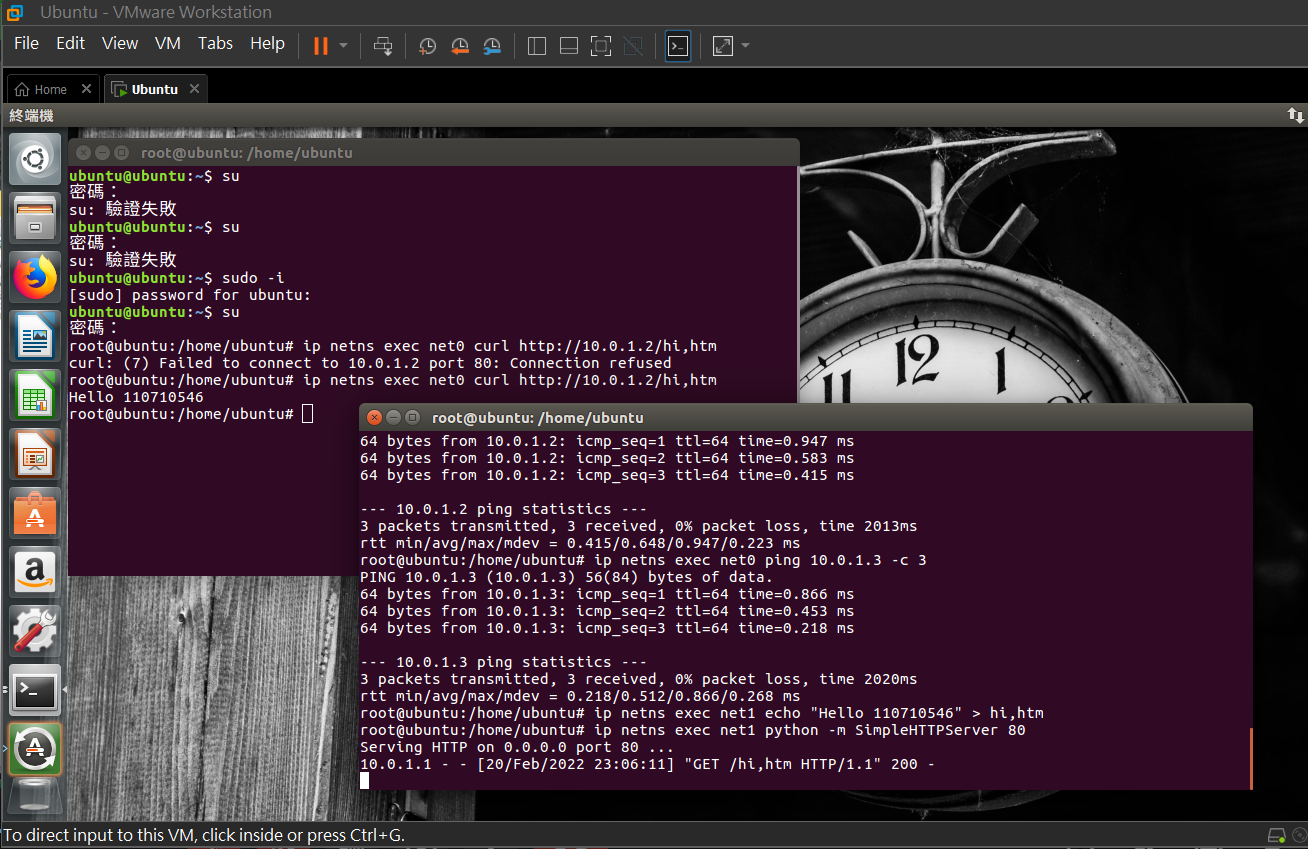 Ubuntu - VMware Workstation
File Edit View VM Tabs Help
Home Ubuntu
終端機
root@ubuntu: /home/ubuntu
ubuntu@ubuntu:~$ su
密碼：
su: 驗證失敗
ubuntu@ubuntu:~$ su
密碼：
su: 驗證失敗
ubuntu@ubuntu:~$ sudo -i
[sudo] password for ubuntu:
ubuntu@ubuntu:~$ su
密碼：
root@ubuntu:/home/ubuntu# ip netns exec net0 curl http://10.0.1.2/hi,htm
curl: (7) Failed to connect to 10.0.1.2 port 80: Connection refused
root@ubuntu:/home/ubuntu# ip netns exec net0 curl http://10.0.1.2/hi,htm
Hello 110710546
root@ubuntu:/home/ubuntu#
root@ubuntu: /home/ubuntu
64 bytes from 10.0.1.2: icmp_seq=1 ttl=64 time=0.947 ms
64 bytes from 10.0.1.2: icmp_seq=2 ttl=64 time=0.583 ms
64 bytes from 10.0.1.2: icmp_seq=3 ttl=64 time=0.415 ms
--- 10.0.1.2 ping statistics ---
3 packets transmitted, 3 received, 0% packet loss, time 2013ms
rtt min/avg/max/mdev = 0.415/0.648/0.947/0.223 ms
root@ubuntu:/home/ubuntu# ip netns exec net0 ping 10.0.1.3 -c 3
PING 10.0.1.3 (10.0.1.3) 56(84) bytes of data.
64 bytes from 10.0.1.3: icmp_seq=1 ttl=64 time=0.866 ms
64 bytes from 10.0.1.3: icmp_seq=2 ttl=64 time=0.453 ms
64 bytes from 10.0.1.3: icmp_seq=3 ttl=64 time=0.218 ms
--- 10.0.1.3 ping statistics ---
3 packets transmitted, 3 received, 0% packet loss, time 2020ms
rtt min/avg/max/mdev = 0.218/0.512/0.866/0.268 ms
root@ubuntu:/home/ubuntu# ip netns exec net1 echo "Hello 110710546" > hi,htm
root@ubuntu:/home/ubuntu# ip netns exec net1 python -m SimpleHTTPServer 80
Serving HTTP on 0.0.0.0 port 80 ...
10.0.1.1 - - [20/Feb/2022 23:06:11] "GET /hi,htm HTTP/1.1" 200 -
11 12 1
To direct input to this VM, click inside or press Ctrl+G.